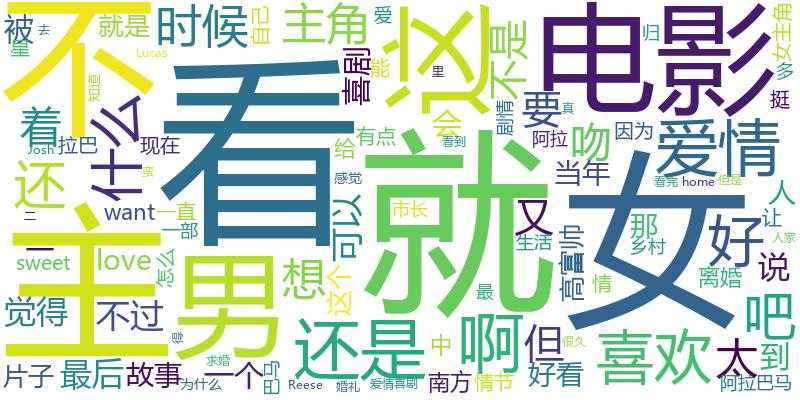 被
星
去
就是
时候
自己
爱
主角
Lucas
知道
喜剧
能
里
这
不是
剧情
电影
归
多
女主角
挺
不
看
着
Josh
拉巴
现在
什么
还
给
有点
会
看到
要
真
阿拉
吻
因为
爱情
当年
看完
home
但是
人
让
二
蛮
want
一直
一部
感觉
就
市长
又
生活
女
那
乡村
好
人家
一
sweet
love
怎么
主
男
想
可以
这个
高富帅
情
离婚
说
觉得
不过
得
还是
中
最
啊
但
喜欢
太
吧
到
很久
片子
最后
故事
一个
求婚
为什么
巴马
Reese
婚礼
爱情喜剧
南方
情节
好看
阿拉巴马